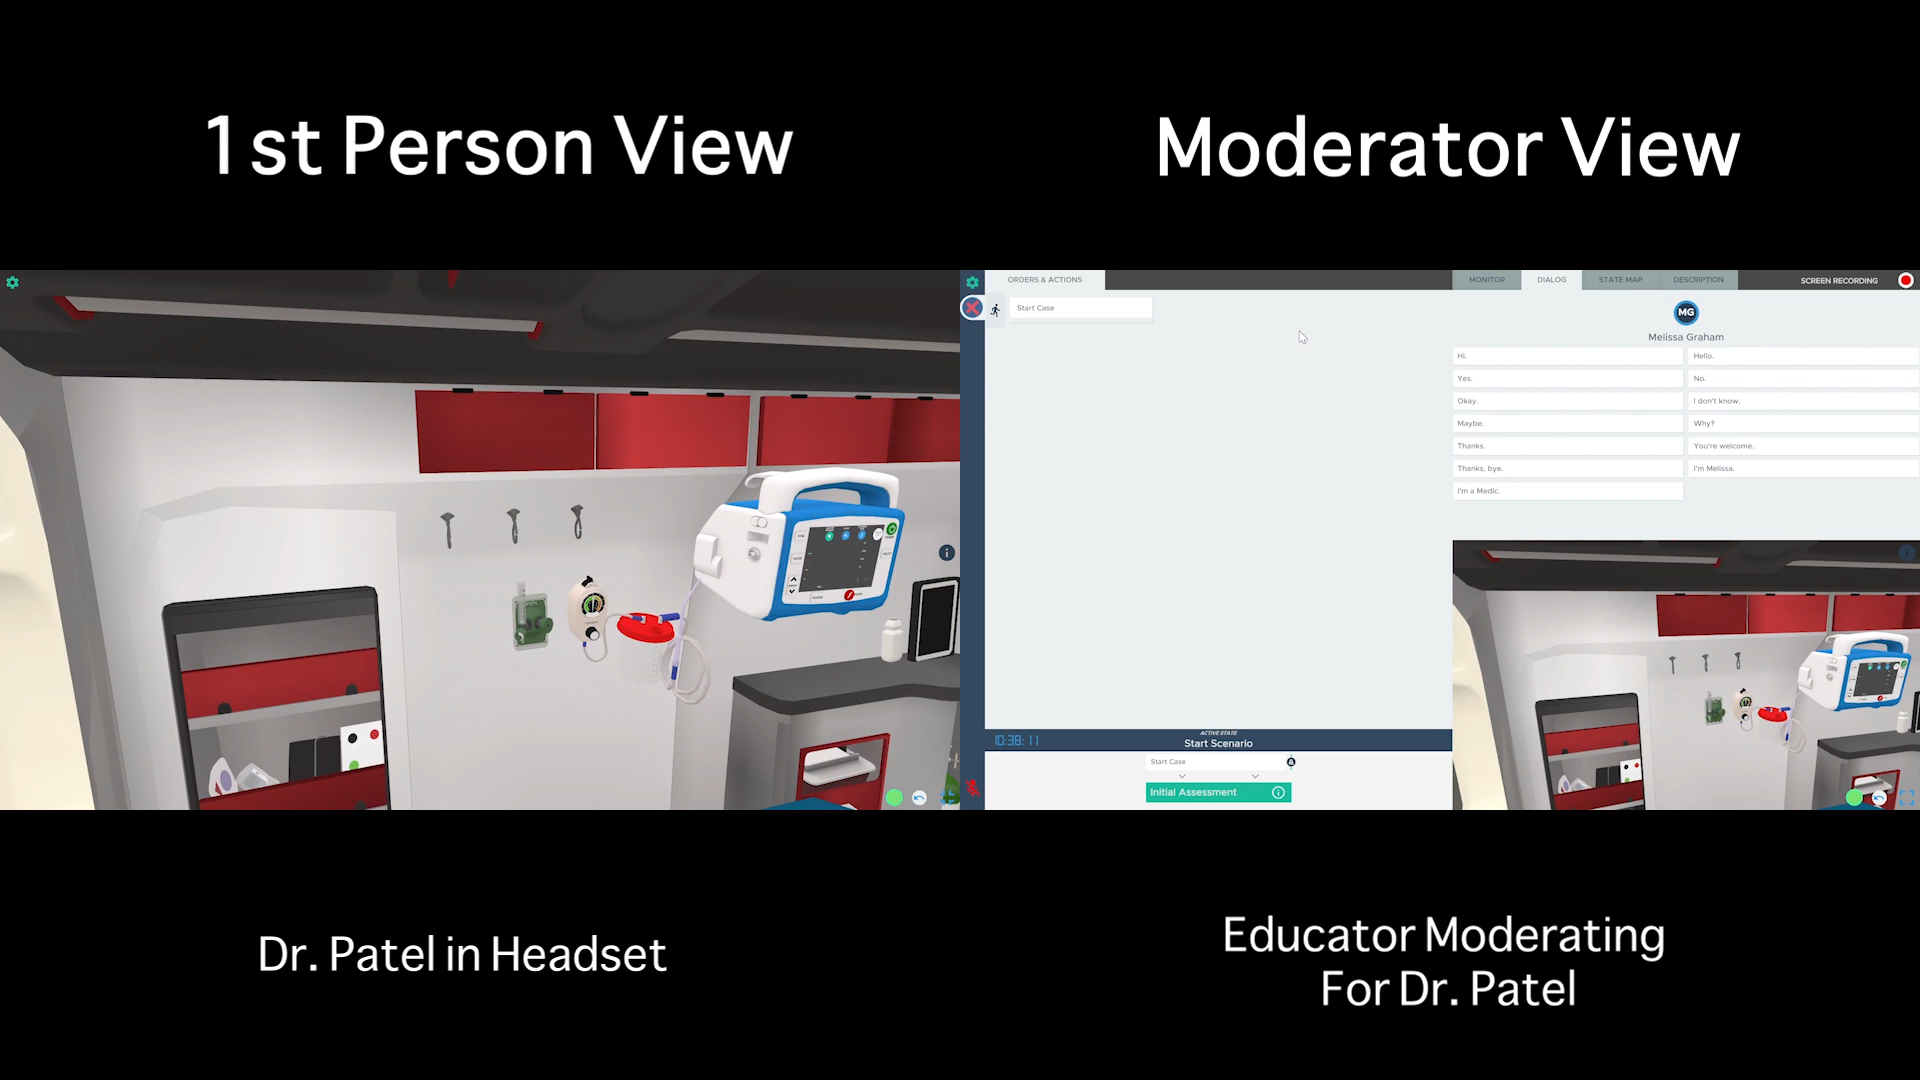 1st Person View
Moderator View
ORDERS & ACTIONS
MONITOR
DIALOG
STATE MAP
DESCRIPTION
SCREEN RECORDING
Start Case
MG
Melissa Graham
Hi.
Hello.
Yes.
No.
Okay.
I don't know.
Maybe.
Why?
Thanks.
You're welcome.
Thanks, bye.
I'm Melissa.
I'm a Medic.
10:38:11
ACTIVE STATE
Start Scenario
Start Case
Initial Assessment
Dr. Patel in Headset
Educator Moderating
For Dr. Patel